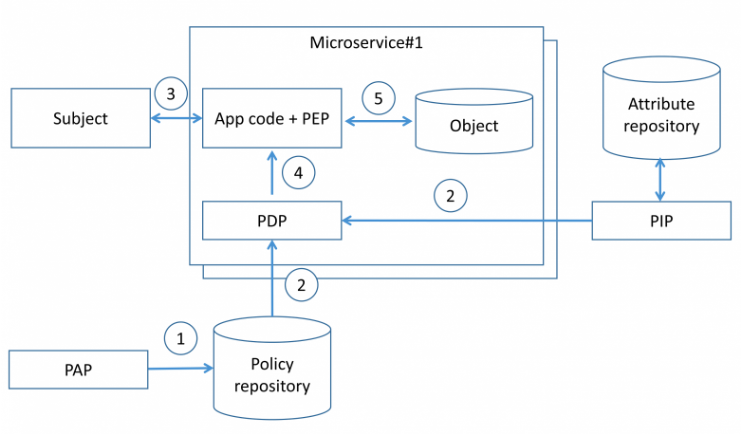 Microservice#1
3
5
Subject
App code + PEP
Object
Attribute
repository
4
2
PDP
PIP
2
1
PAP
Policy
repository